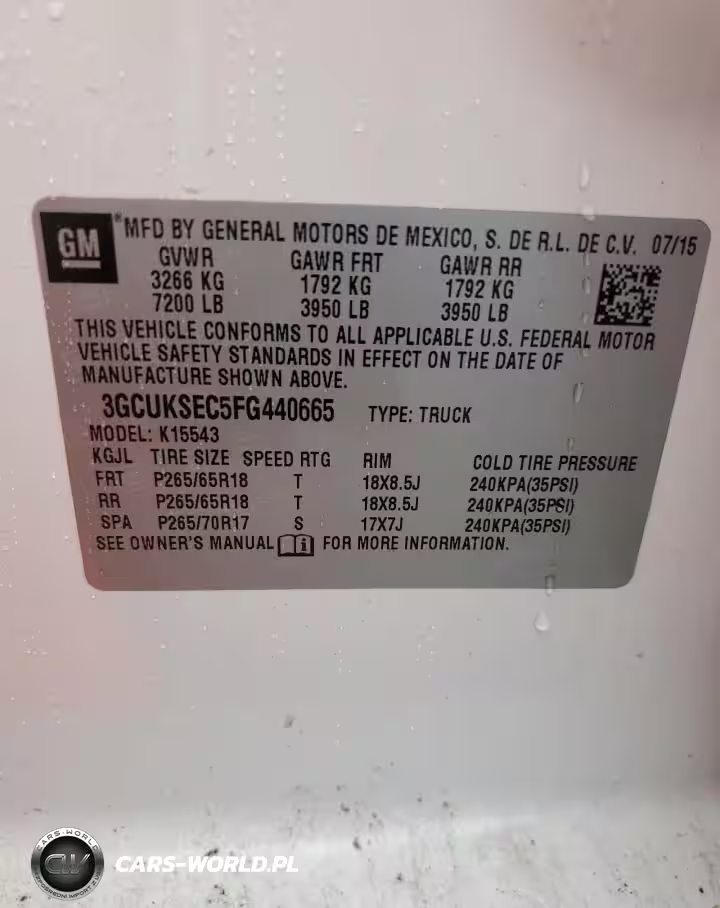 GM
®MFD BY GENERAL MOTORS DE MEXICO, S. DE R.L. DE C.V. 07/15
GVWR GAWR FRT GAWR RR
3266 KG 1792 KG 1792 KG
7200 LB 3950 LB 3950 LB
THIS VEHICLE CONFORMS TO ALL APPLICABLE U.S. FEDERAL MOTOR
VEHICLE SAFETY STANDARDS IN EFFECT ON THE DATE OF
MANUFACTURE SHOWN ABOVE.
3GCUKSEC5FG440665 TYPE: TRUCK
MODEL: K15543
KGJL TIRE SIZE SPEED RTG RIM COLD TIRE PRESSURE
FRT P265/65R18 T 18X8.5J 240KPA(35PSI)
RR P265/65R18 T 18X8.5J 240KPA(35PSI)
SPA P265/70R17 S 17X7J 240KPA(35PSI)
SEE OWNER'S MANUAL i FOR MORE INFORMATION.
CARS-WORLD
CW
CARS-WORLD.PL